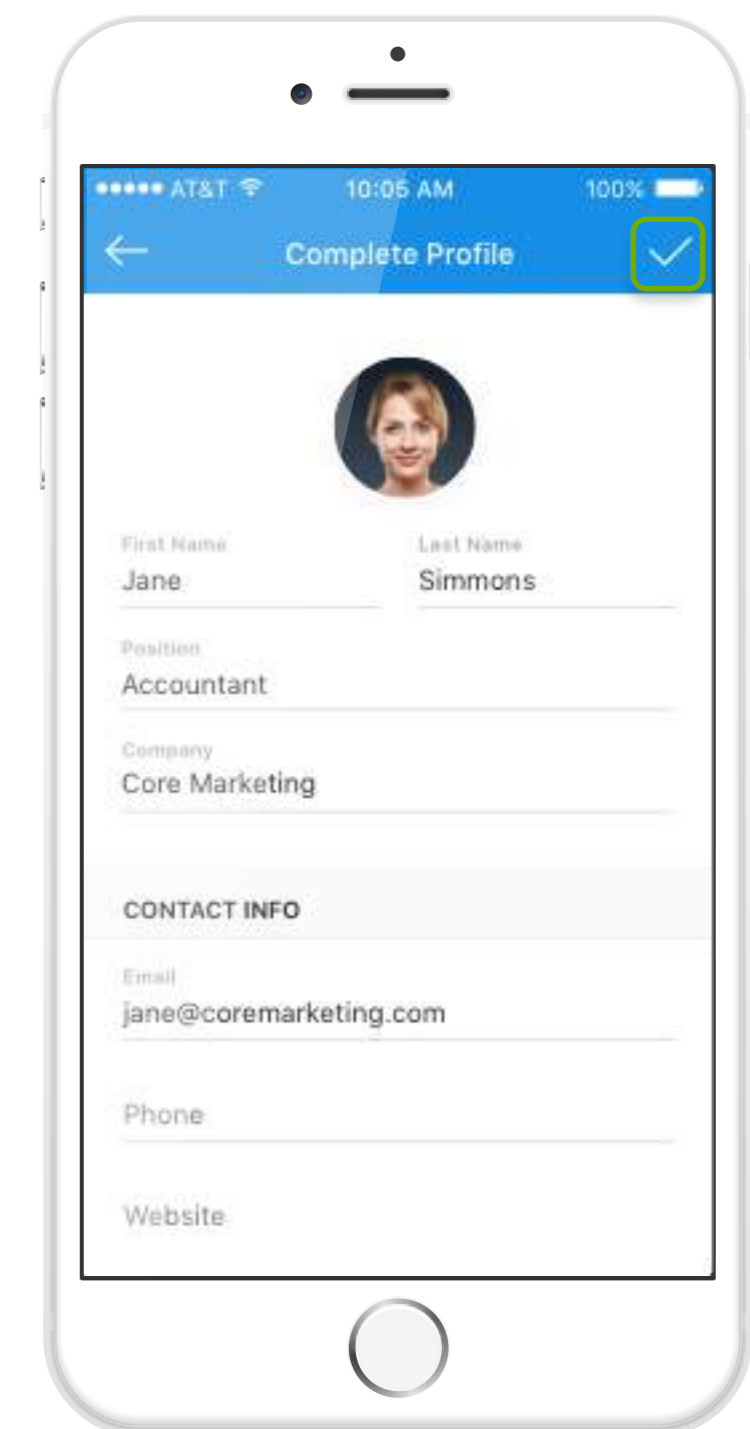 AT&T 10:05 AM 100%
Complete Profile
First Name Last Name
Jane Simmons
Position
Accountant
Company
Core Marketing
CONTACT INFO
Email
jane@coremarketing.com
Phone
Website